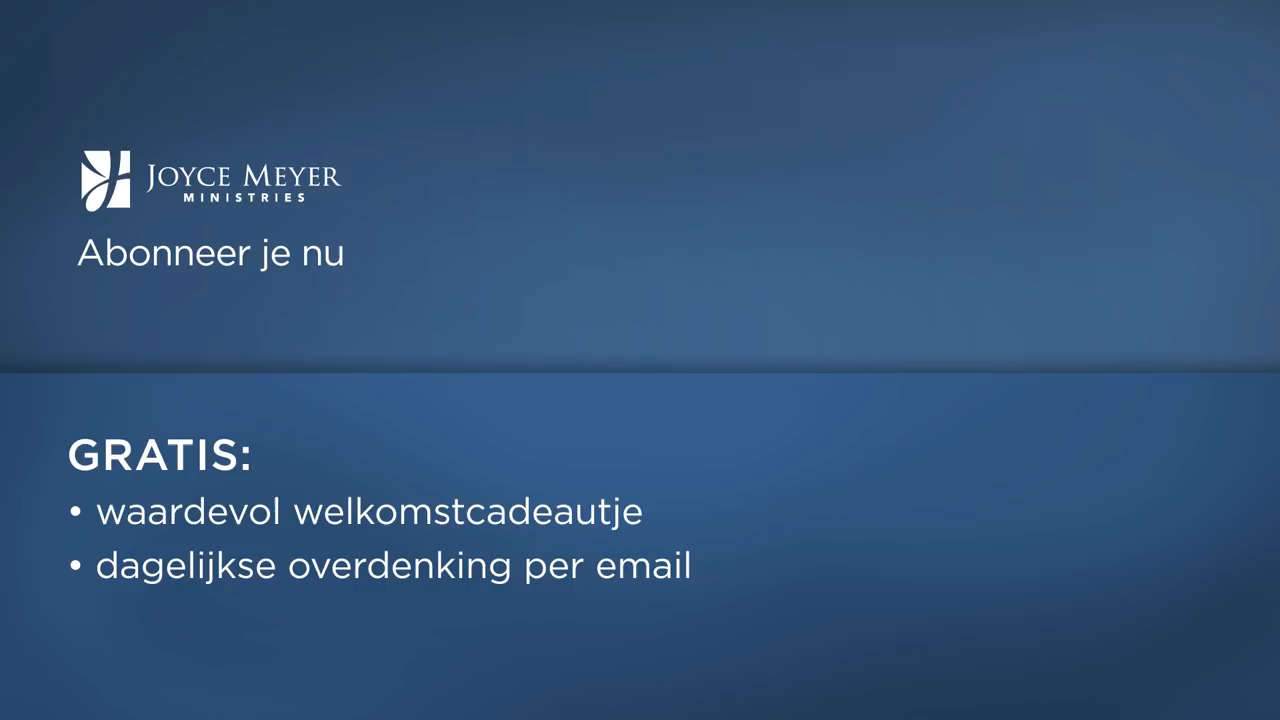 JOYCE MEYER
MINISTRIES
Abonneer je nu
GRATIS:
• waardevol welkomstcadeautje
• dagelijkse overdenking per email